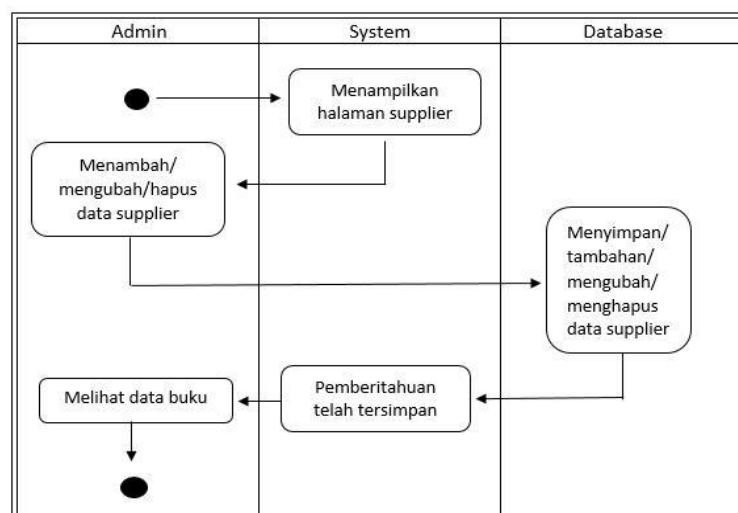 Admin
System
Database
Menampilkan
halaman supplier
Menambah/
mengubah/hapus
data supplier
Menyimpan/
tambahan/
mengubah/
menghapus
data supplier
Pemberitahuan
telah tersimpan
Melihat data buku